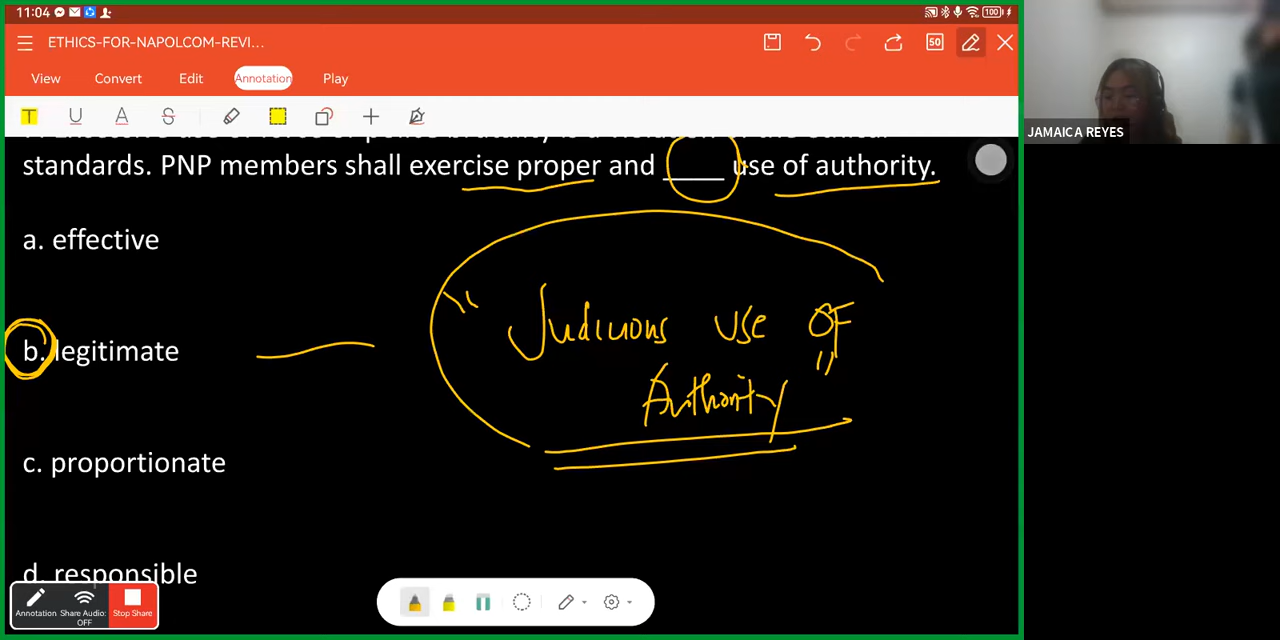 11:04
100
ETHICS-FOR-NAPOLCOM-REVI...
50
View Convert Edit Annotation Play
T U A S
standards. PNP members shall exercise proper and ____ use of authority.
a. effective
b. legitimate
c. proportionate
d. responsible
" Judicious use of "
Authority
Annotation
Share Audio: OFF
Stop Share
JAMAICA REYES